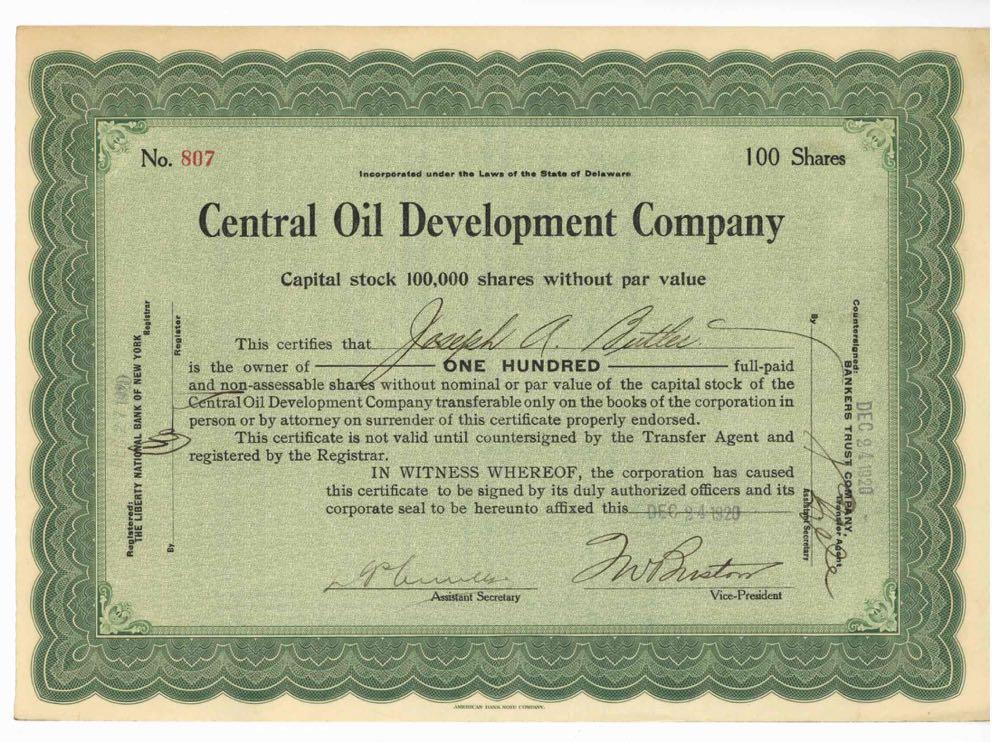 No. 807
100 Shares
Incorporated under the Laws of the State of Delaware
Central Oil Development Company
Capital stock 100,000 shares without par value
This certifies that Joseph A. Butler
is the owner of ONE HUNDRED full-paid
and non-assessable shares without nominal or par value of the capital stock of the
Central Oil Development Company transferable only on the books of the corporation in
person or by attorney on surrender of this certificate properly endorsed.
This certificate is not valid until countersigned by the Transfer Agent and
registered by the Registrar.
IN WITNESS WHEREOF, the corporation has caused
this certificate to be signed by its duly authorized officers and its
corporate seal to be hereunto affixed this DEC 24 1920
Assistant Secretary
Vice-President
Registered:
THE LIBERTY NATIONAL BANK OF NEW YORK
Registrar
By
Register
Countersigned:
BANKERS TRUST COMPANY,
Transfer Agent
By
Assistant Secretary
DEC 24 1920
AMERICAN BANK NOTE COMPANY.